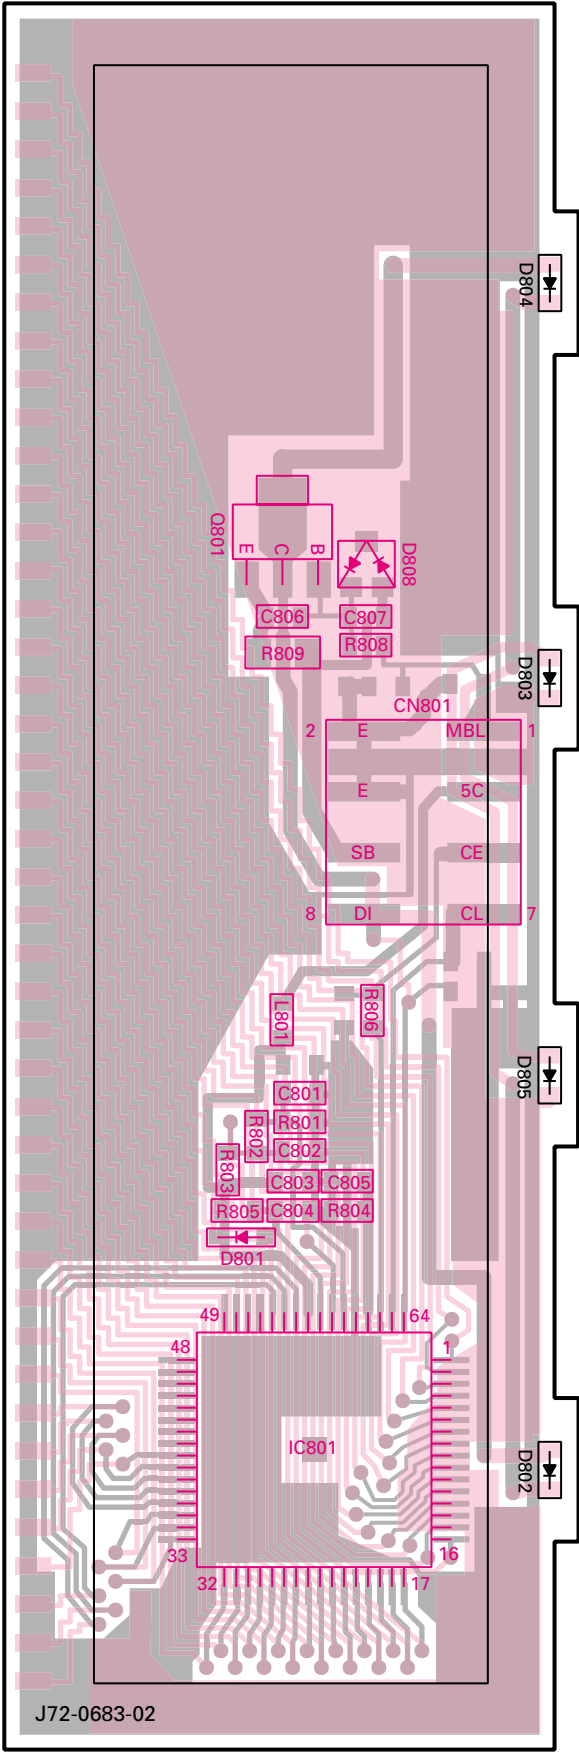 D804
Q801
E C B
D808
C806
C807
R809
R808
D803
CN801
2 E MBL 1
E 5C
SB CE
8 DI CL 7
L801
R806
D805
C801
R801
R802
C802
R803
C803
C805
R805
C804
R804
D801
49
64
48
1
IC801
D802
33
16
32
17
J72-0683-02